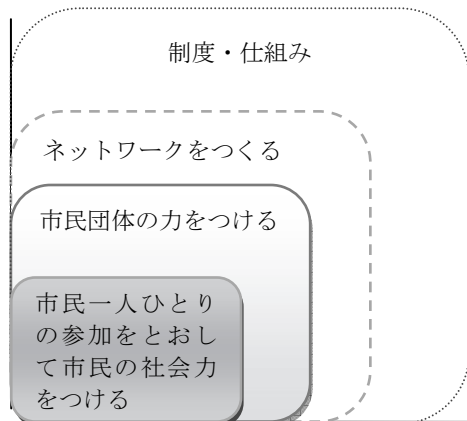 制度・仕組み
ネットワークをつくる
市民団体の力をつける
市民一人ひとり
の参加をとおし
て市民の社会力
をつける